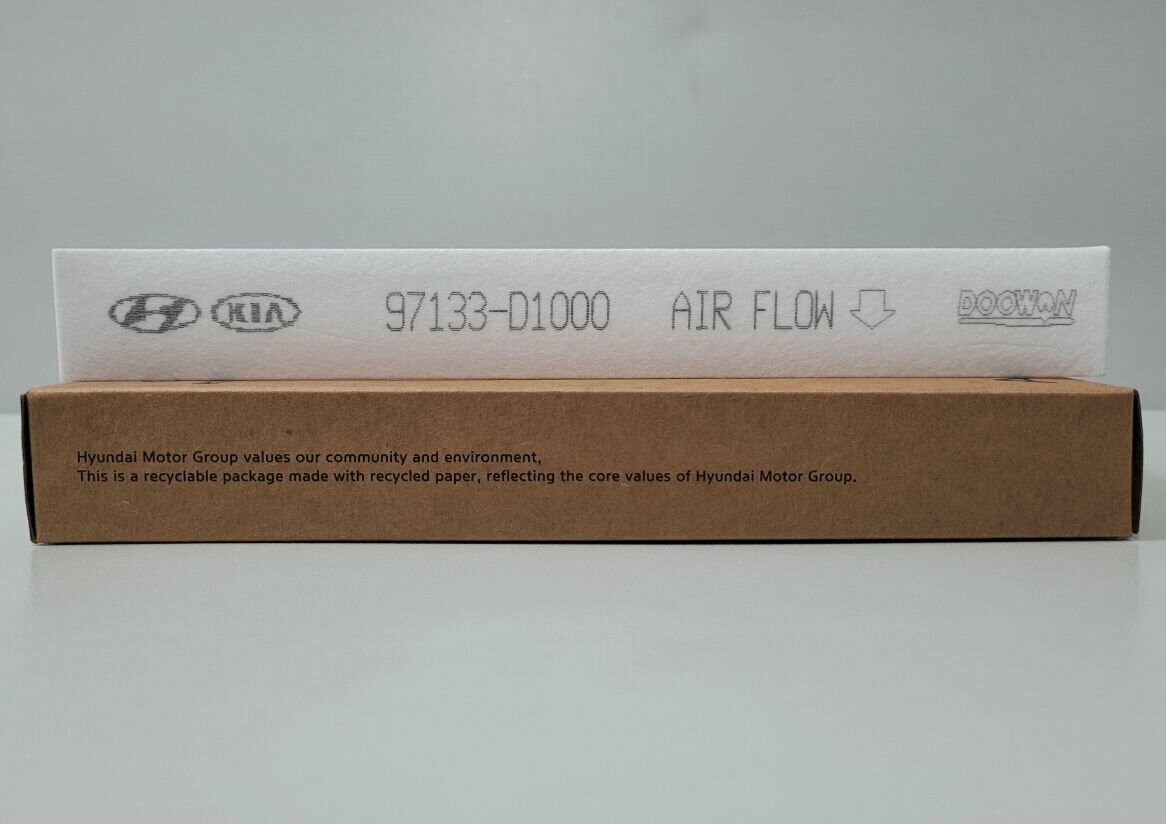 KIA 97133-D1000 AIR FLOW DOOWON
Hyundai Motor Group values our community and environment,
This is a recyclable package made with recycled paper, reflecting the core values of Hyundai Motor Group.